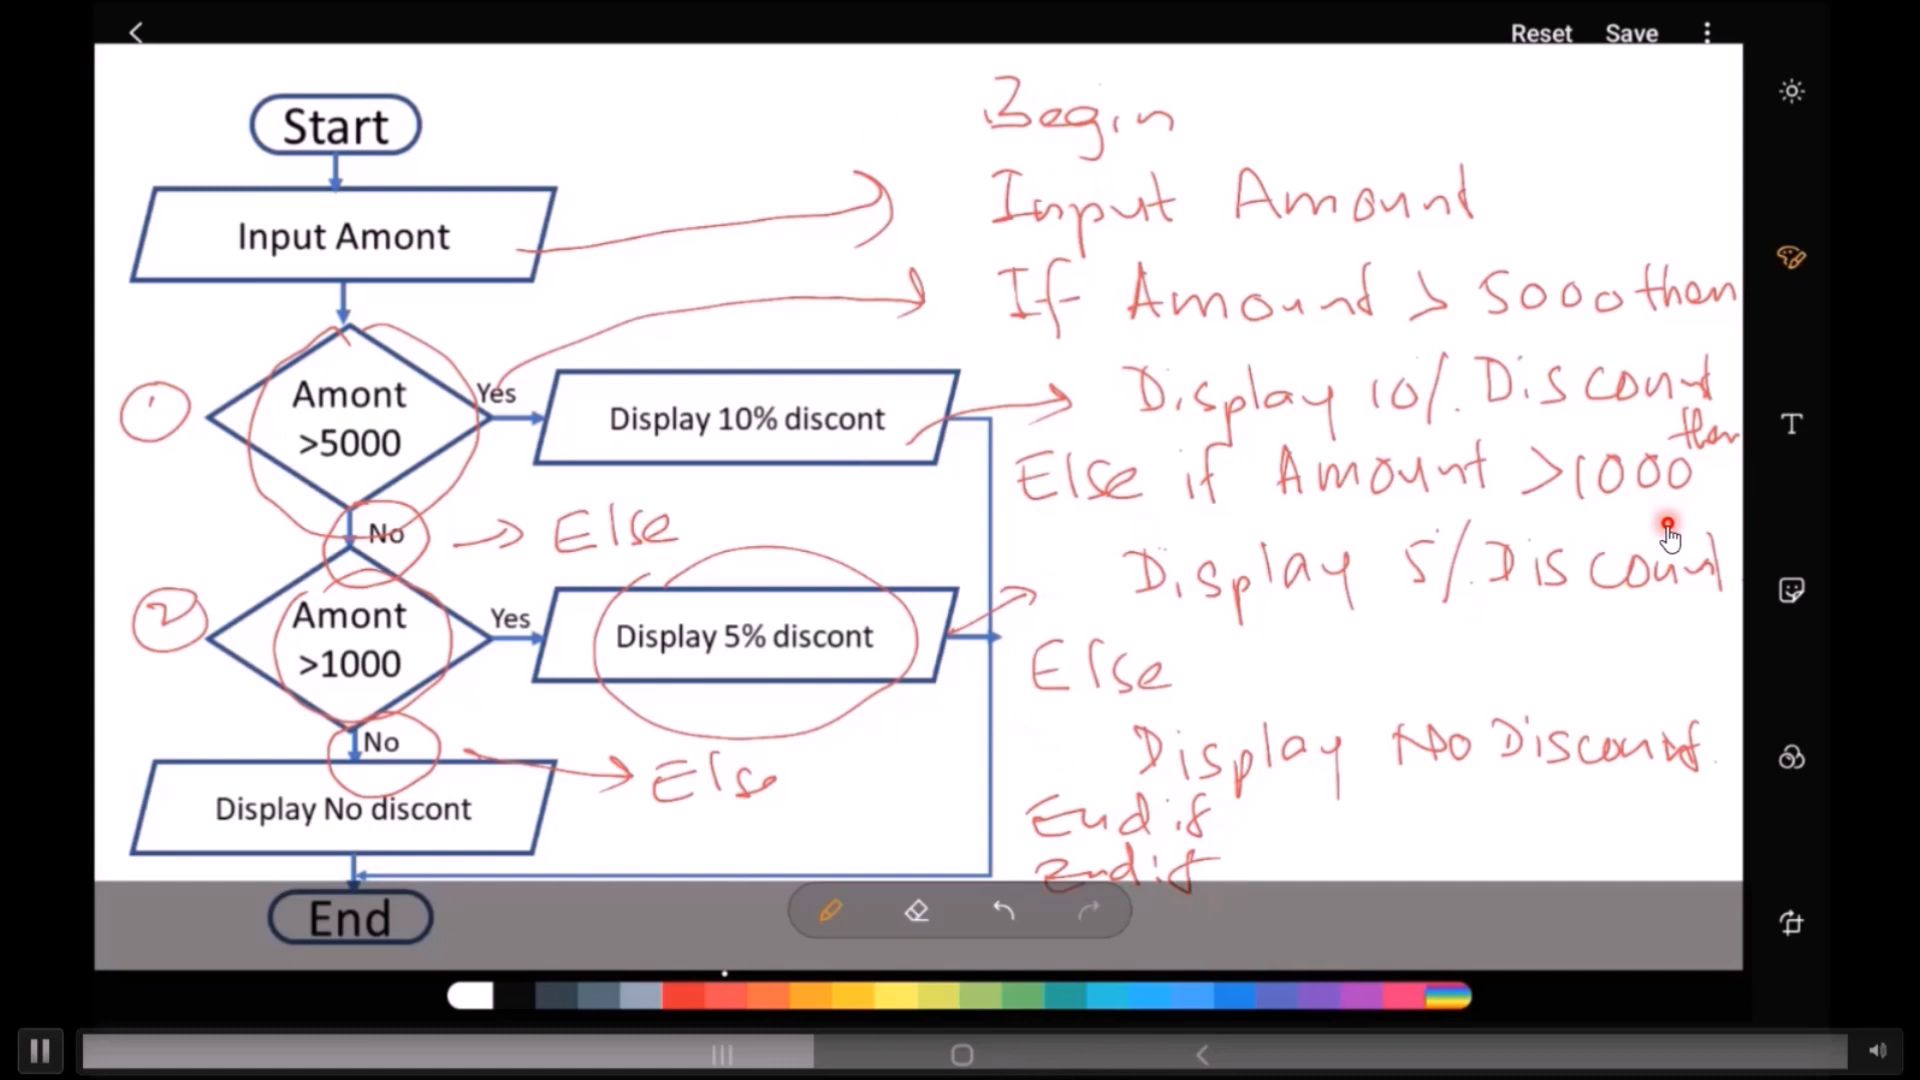 Reset Save
Start
Input Amont
Amont
>5000
Yes
Display 10% discont
No
Amont
>1000
Yes
Display 5% discont
No
Display No discont
End
1
2
Else
Else
Begin
Input Amount
If Amount > 5000 then
Display 10%. Discount
Else if Amount >1000 then
Display 5%. Discount
Else
Display No Discount.
End if
End if
T